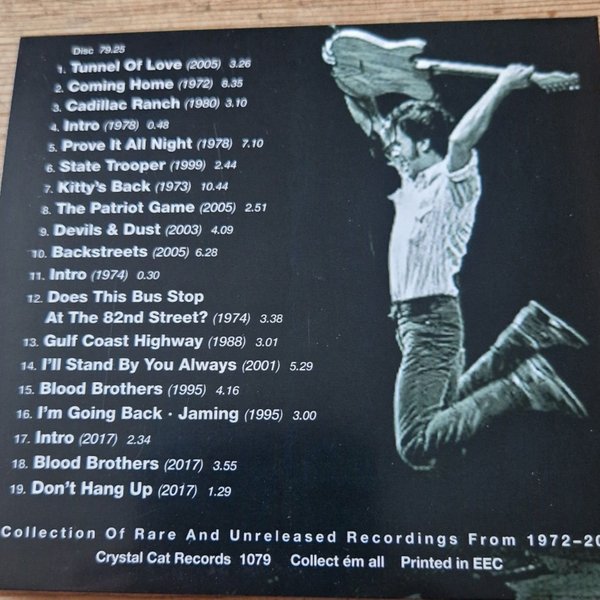 Disc 79.25
1. Tunnel Of Love (2005) 3.26
2. Coming Home (1972) 8.35
3. Cadillac Ranch (1980) 3.10
4. Intro (1978) 0.48
5. Prove It All Night (1978) 7.10
6. State Trooper (1999) 2.44
7. Kitty's Back (1973) 10.44
8. The Patriot Game (2005) 2.51
9. Devils & Dust (2003) 4.09
10. Backstreets (2005) 6.28
11. Intro (1974) 0.30
12. Does This Bus Stop
At The 82nd Street? (1974) 3.38
13. Gulf Coast Highway (1988) 3.01
14. I'll Stand By You Always (2001) 5.29
15. Blood Brothers (1995) 4.16
16. I'm Going Back · Jaming (1995) 3.00
17. Intro (2017) 2.34
18. Blood Brothers (2017) 3.55
19. Don't Hang Up (2017) 1.29
Collection Of Rare And Unreleased Recordings From 1972-20
Crystal Cat Records 1079 Collect ém all Printed in EEC